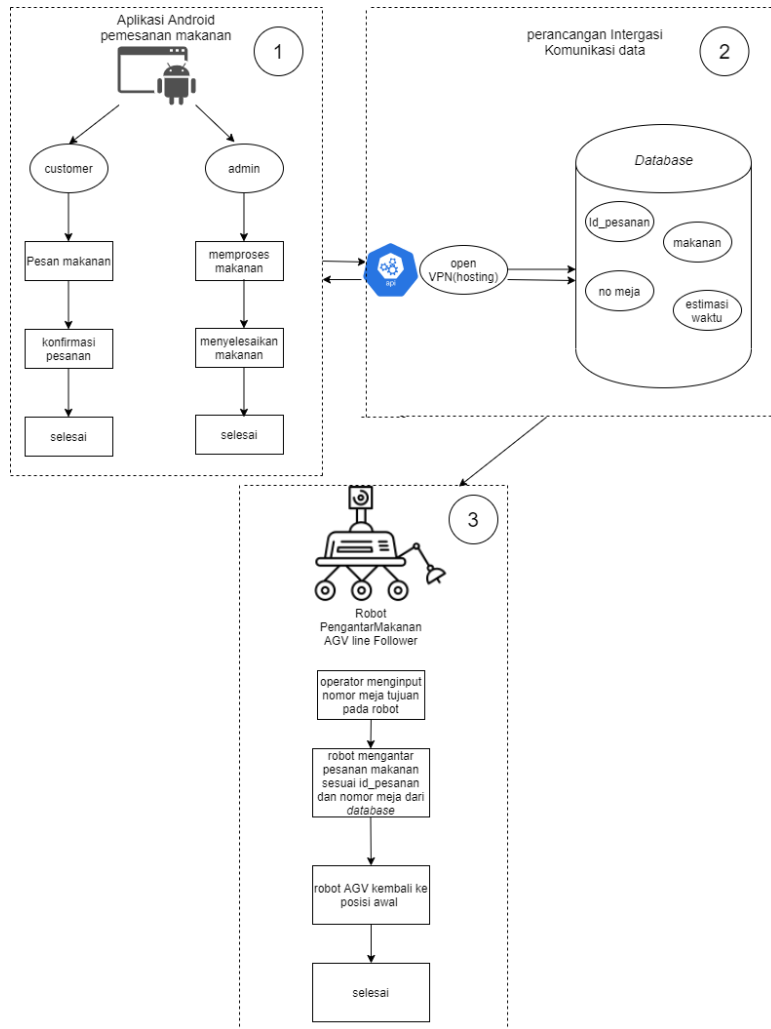 Aplikasi Android
pemesanan makanan
1
customer
admin
Pesan makanan
memproses
makanan
konfirmasi
pesanan
menyelesaikan
makanan
selesai
selesai
perancangan Intergasi
Komunikasi data
2
api
open
VPN(hosting)
Database
Id_pesanan
makanan
no meja
estimasi
waktu
3
Robot
PengantarMakanan
AGV line Follower
operator menginput
nomor meja tujuan
pada robot
robot mengantar
pesanan makanan
sesuai id_pesanan
dan nomor meja dari
database
robot AGV kembali ke
posisi awal
selesai